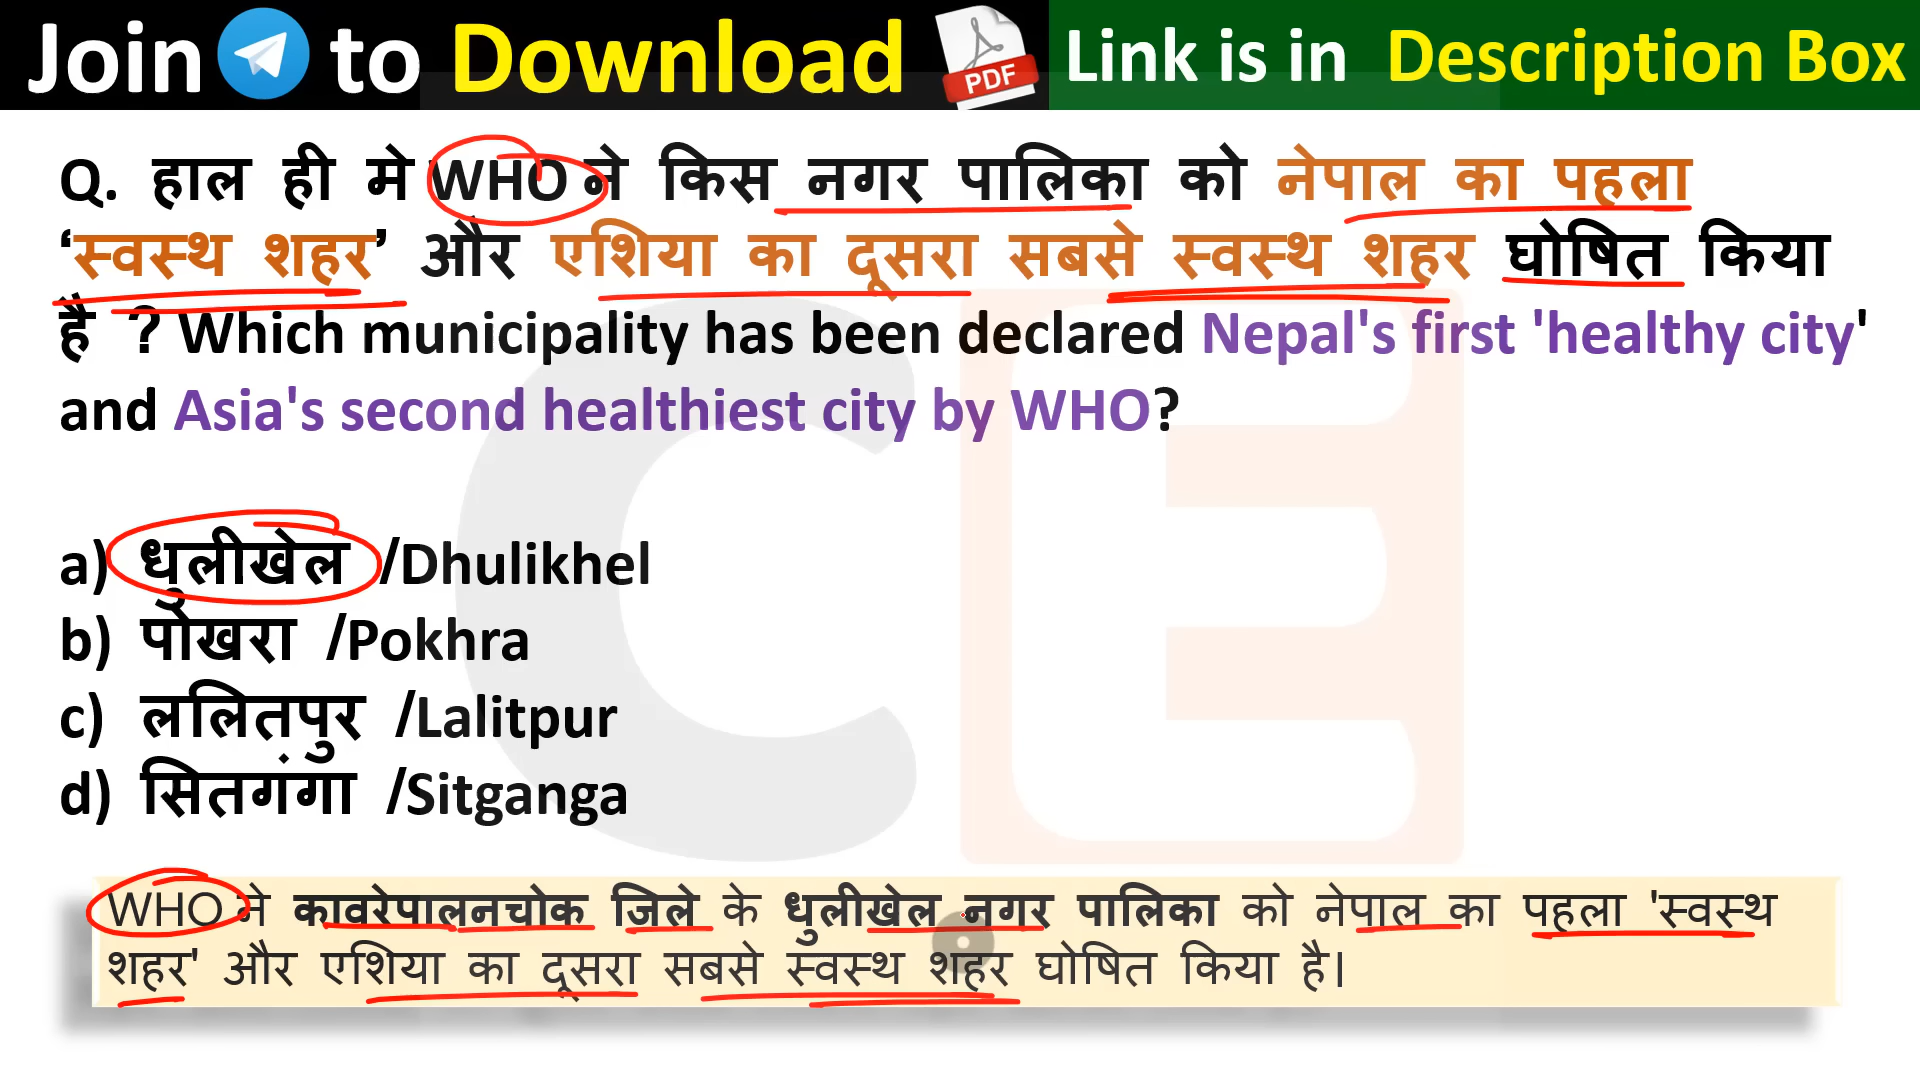 Join to Download PDF Link is in Description Box
Q. हाल ही मे WHO ने किस नगर पालिका को नेपाल का पहला
‘स्वस्थ शहर’ और एशिया का दूसरा सबसे स्वस्थ शहर घोषित किया
है ? Which municipality has been declared Nepal's first 'healthy city'
and Asia's second healthiest city by WHO?
a) धुलीखेल /Dhulikhel
b) पोखरा /Pokhra
c) ललितपुर /Lalitpur
d) सितगंगा /Sitganga
CE
WHO ने कावरेपालनचोक जिले के धुलीखेल नगर पालिका को नेपाल का पहला 'स्वस्थ
शहर' और एशिया का दूसरा सबसे स्वस्थ शहर घोषित किया है।